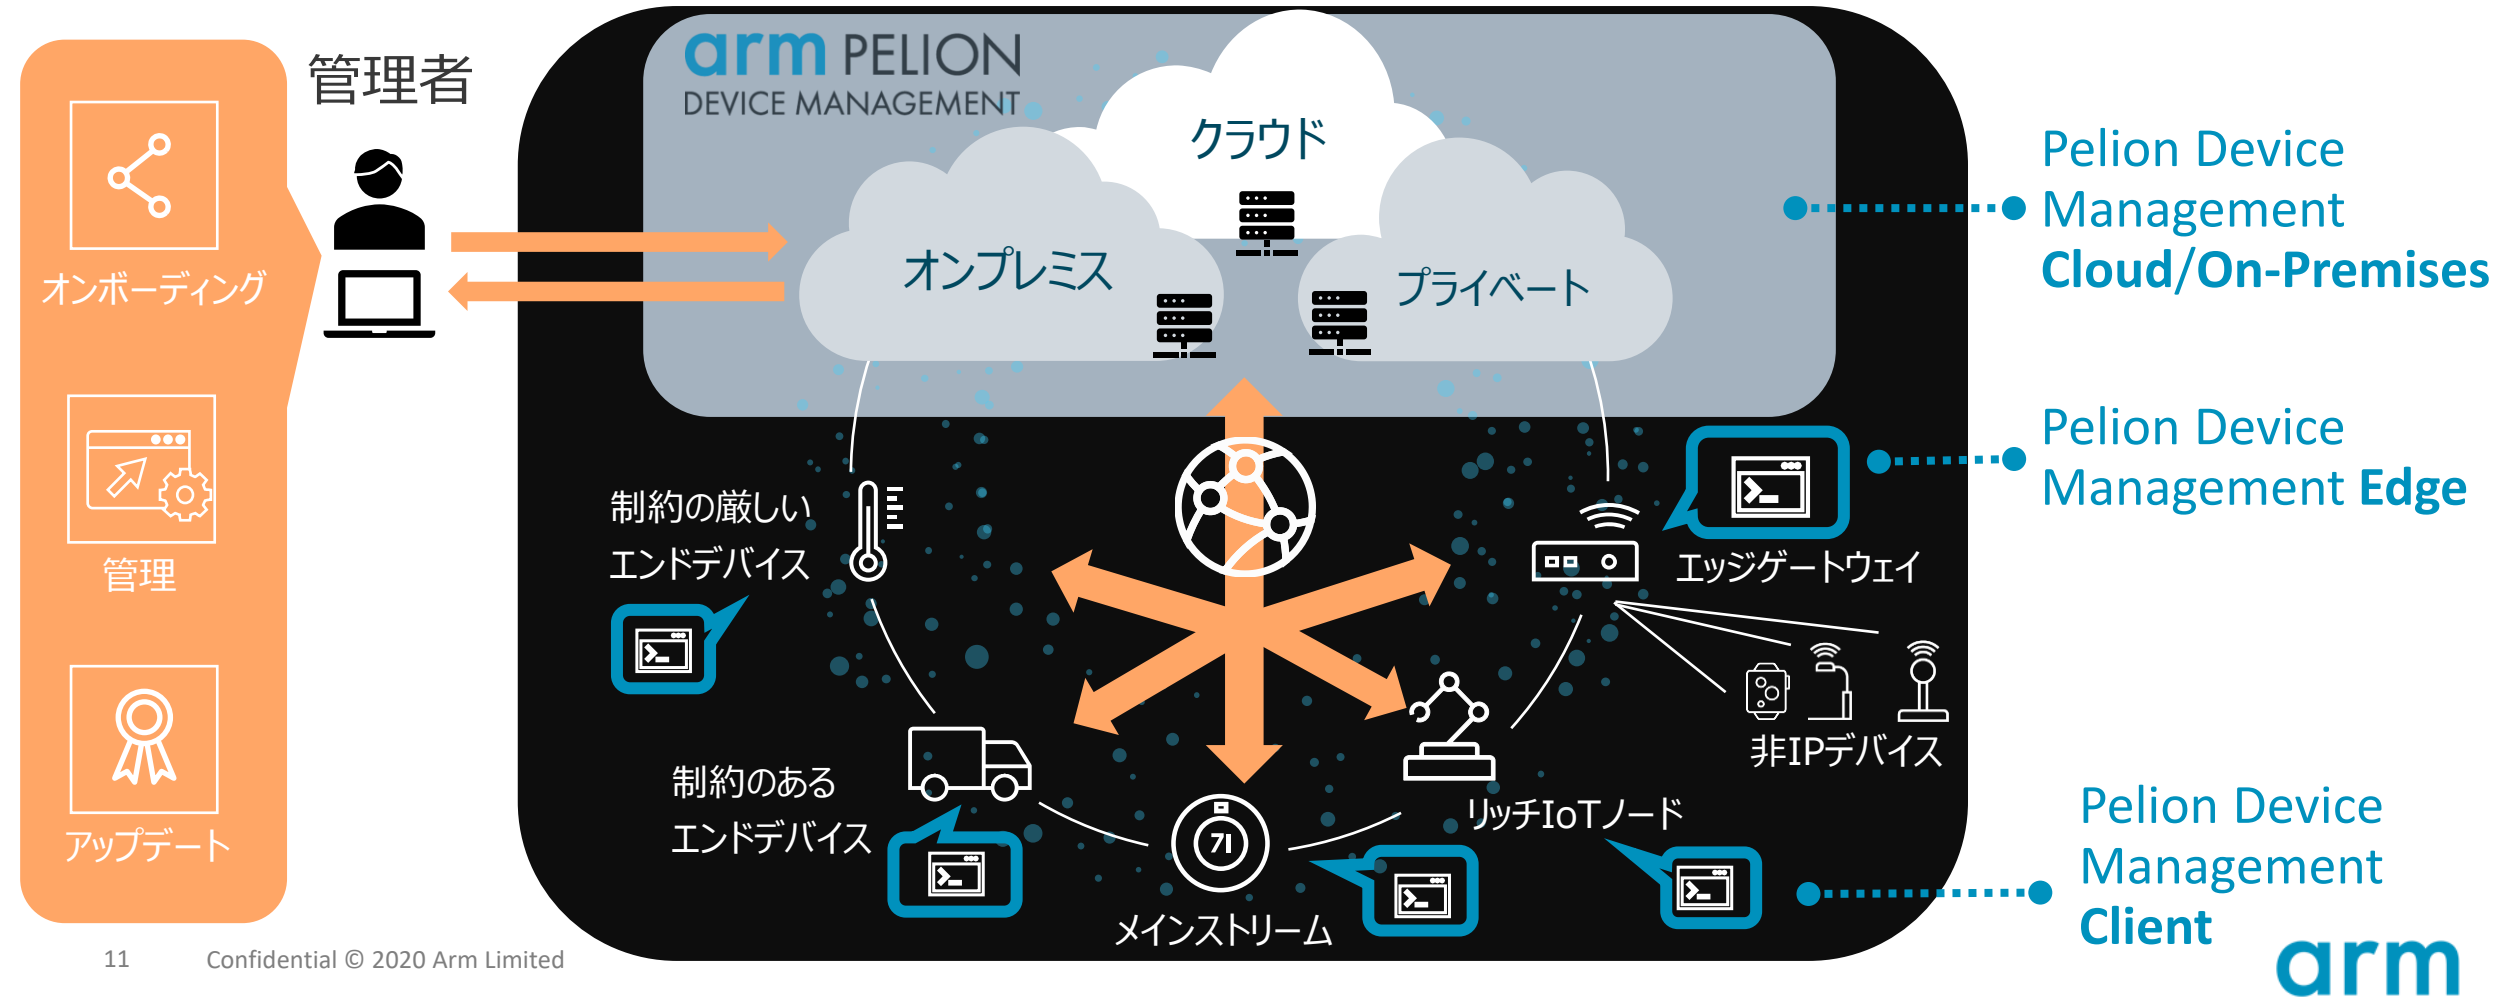 管理者
オンボーディング
管理
アップデート
arm PELION
DEVICE MANAGEMENT
クラウド
オンプレミス
プライベート
制約の厳しい
エンドデバイス
エッジゲートウェイ
非IPデバイス
制約のある
エンドデバイス
リッチIoTノード
71
メインストリーム
Pelion Device
Management
Cloud/On-Premises
Pelion Device
Management Edge
Pelion Device
Management
Client
11
Confidential © 2020 Arm Limited
arm